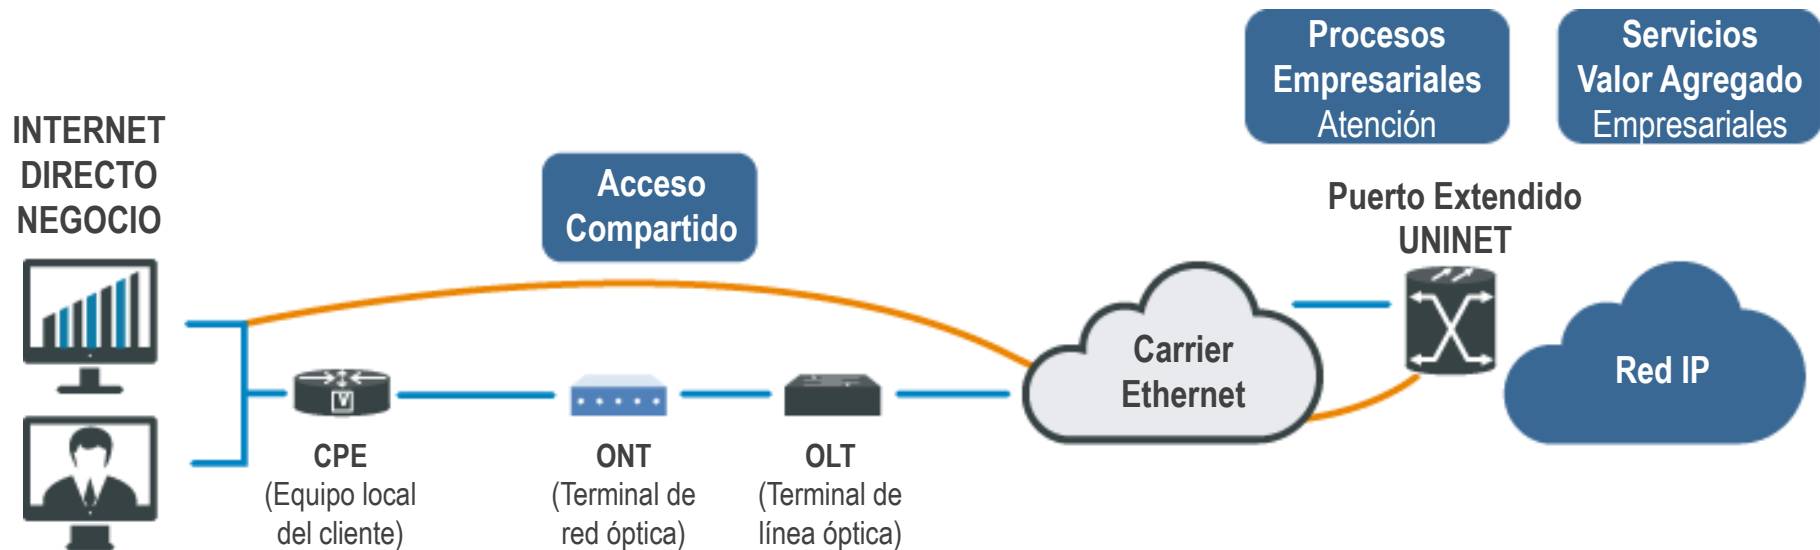 Procesos
Empresariales
Atención
Servicios
Valor Agregado
Empresariales
INTERNET
DIRECTO
NEGOCIO
Acceso
Compartido
Puerto Extendido
UNINET
Carrier
Ethernet
Red IP
V
CPE
(Equipo local
del cliente)
ONT
(Terminal de
red óptica)
OLT
(Terminal de
línea óptica)